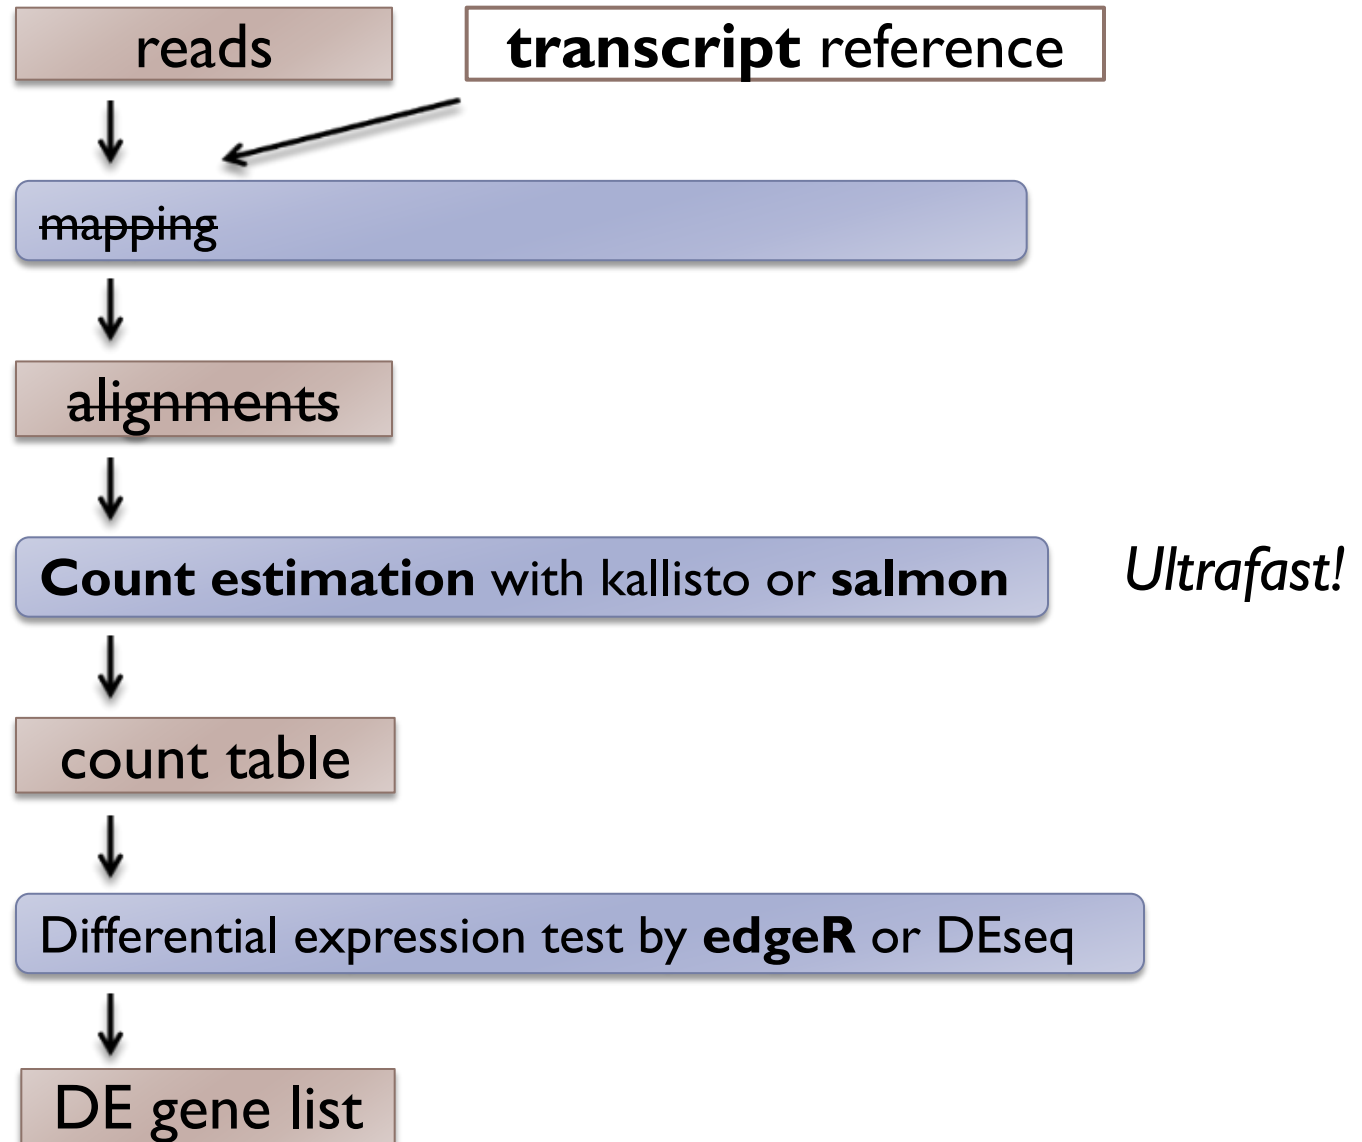 reads
transcript reference
mapping
alignments
Count estimation with kallisto or salmon
Ultrafast!
count table
Differential expression test by edgeR or DEseq
DE gene list